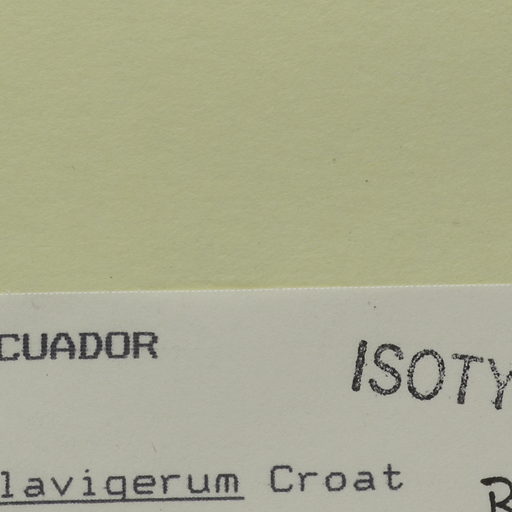 CUADOR
ISOTY
lavigerum Croat
B